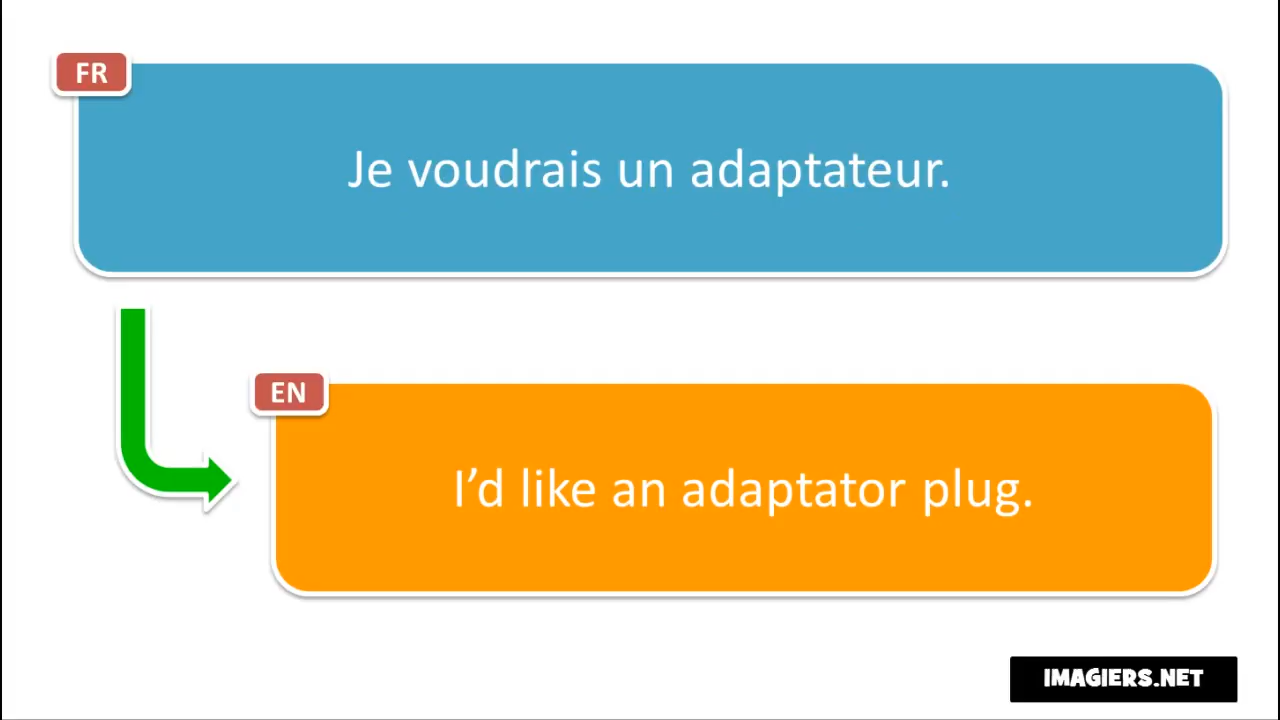 FR
Je voudrais un adaptateur.
EN
I’d like an adaptator plug.
IMAGIERS.NET